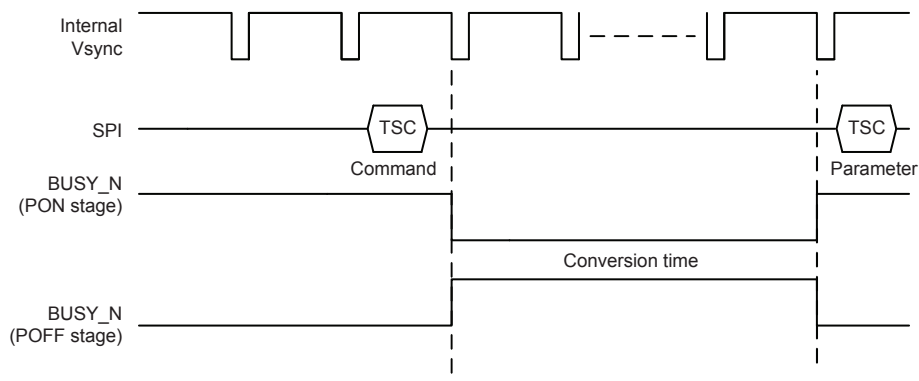 Internal
Vsync
SPI
TSC
TSC
Command
Parameter
BUSY_N
(PON stage)
Conversion time
BUSY_N
(POFF stage)